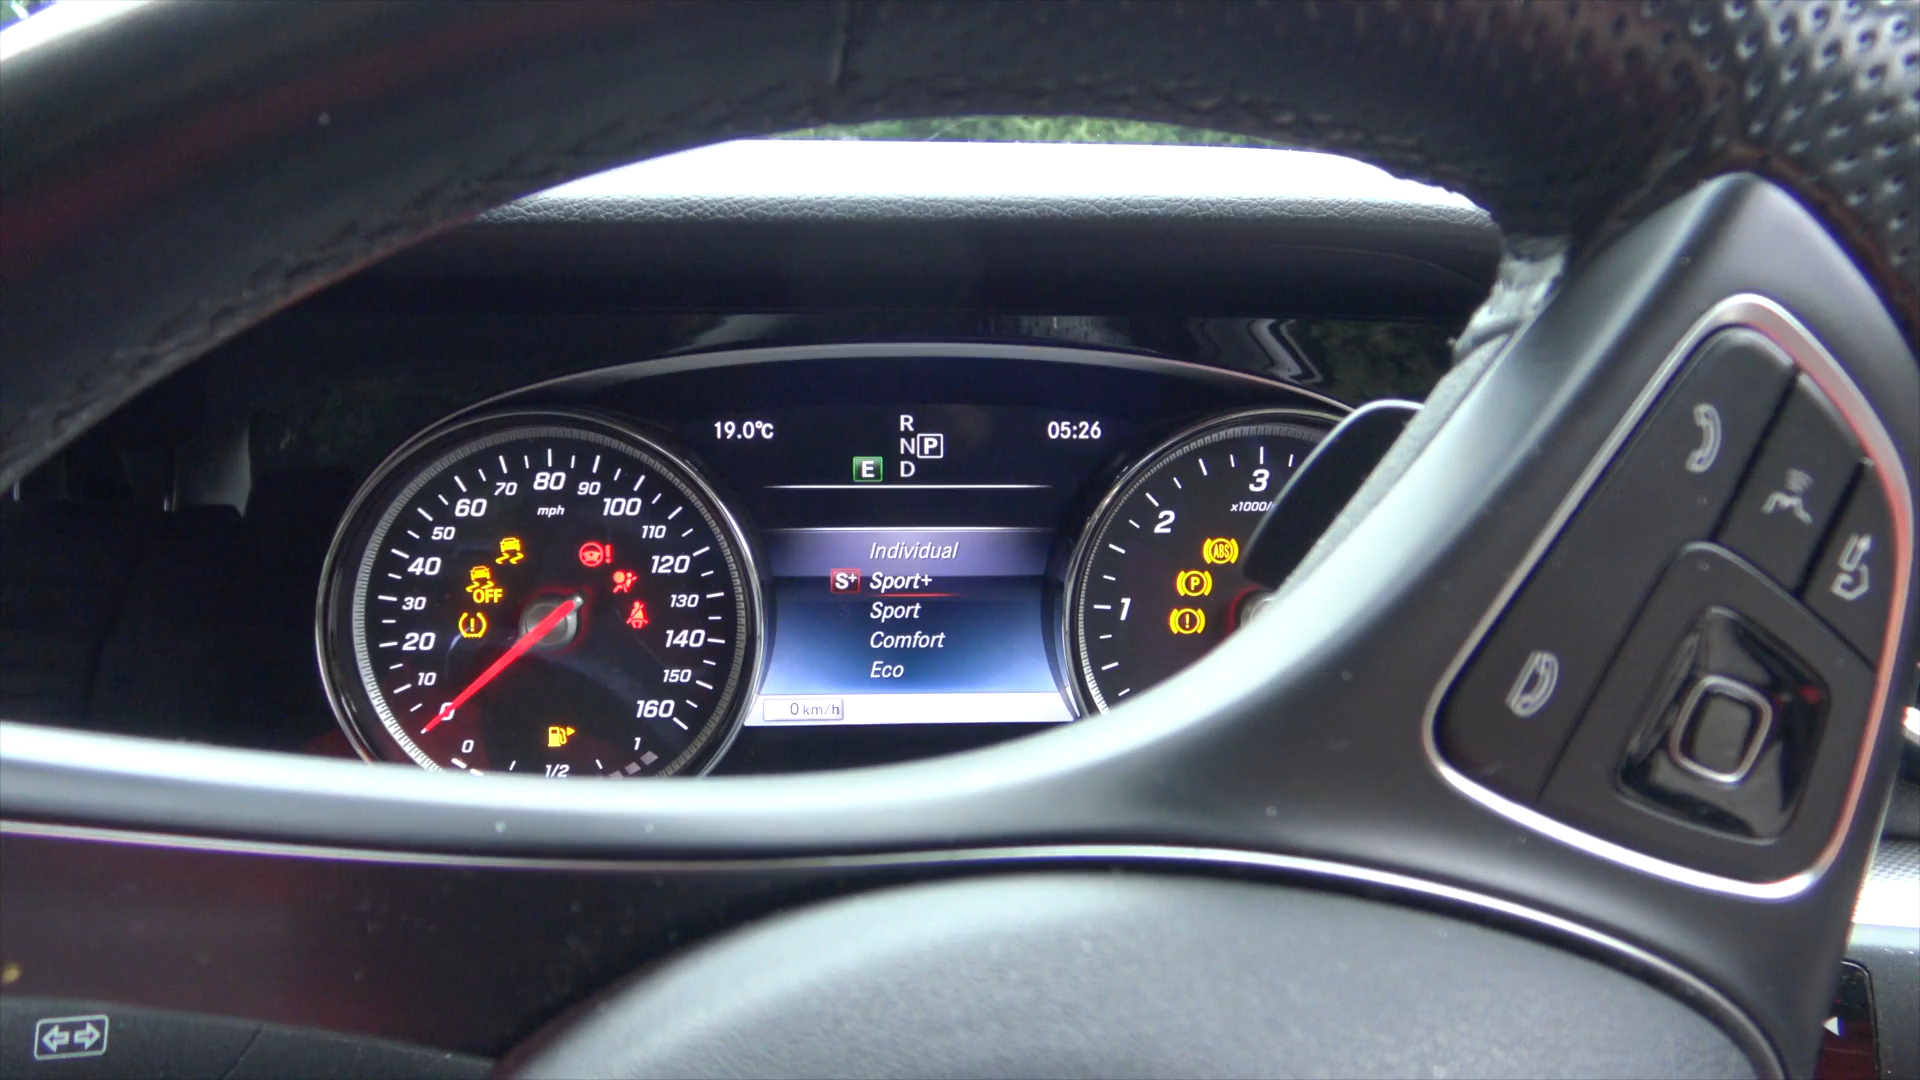 19.0°C
R
N P
E D
05:26
Individual
S+ Sport+
Sport
Comfort
Eco
0 km/h
0
10
20
30
40
50
60
70
80
90
100
110
120
130
140
150
160
mph
OFF
0
1/2
1
1
2
3
x1000/
ABS
P